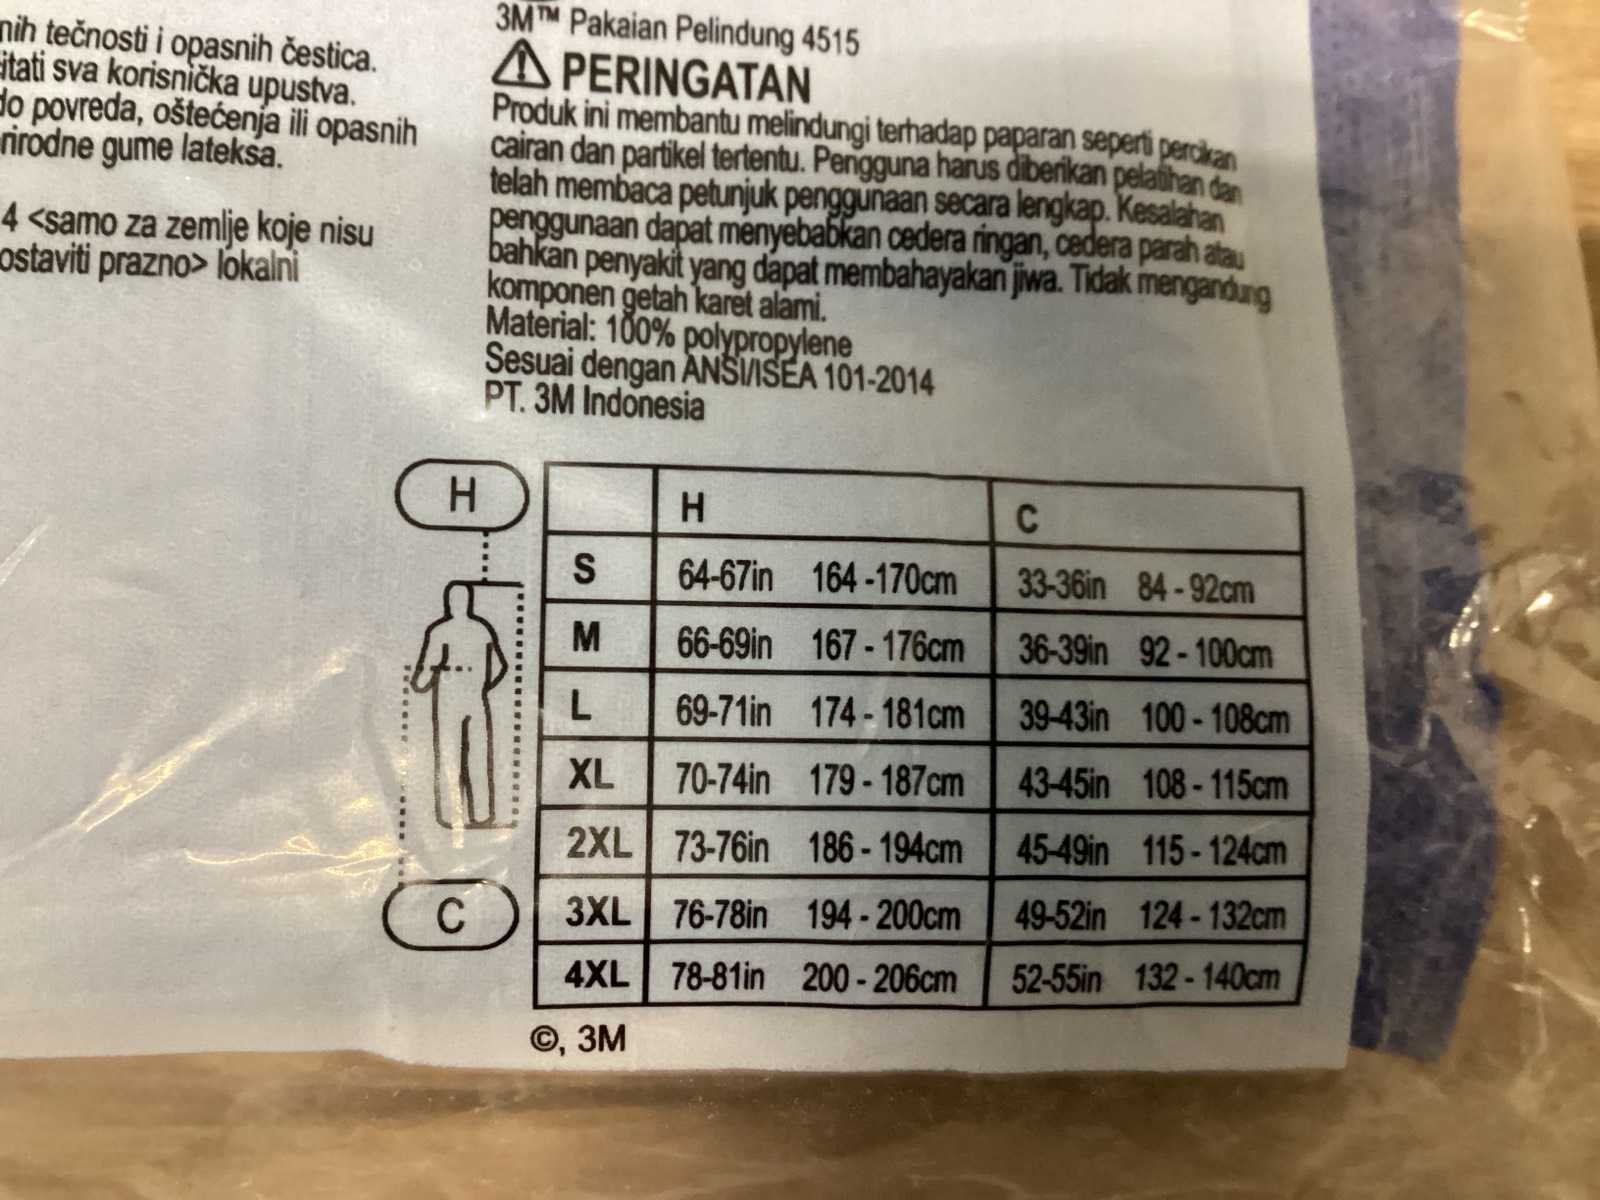 nih tečnosti i opasnih čestica.
itati sva korisnička upustva.
do povreda, oštećenja ili opasnih
rirodne gume lateksa.
4 <samo za zemlje koje nisu
ostaviti prazno> lokalni
3M™ Pakaian Pelindung 4515
PERINGATAN
Produk ini membantu melindungi terhadap paparan seperti percikan
cairan dan partikel tertentu. Pengguna harus diberikan pelatihan dan
telah membaca petunjuk penggunaan secara lengkap. Kesalahan
penggunaan dapat menyebabkan cedera ringan, cedera parah atau
bahkan penyakit yang dapat membahayakan jiwa. Tidak mengandung
komponen getah karet alami.
Material: 100% polypropylene
Sesuai dengan ANSI/ISEA 101-2014
PT. 3M Indonesia
H
C
H C
S 64-67in 164 -170cm 33-36in 84 - 92cm
M 66-69in 167 - 176cm 36-39in 92 - 100cm
L 69-71in 174 - 181cm 39-43in 100 - 108cm
XL 70-74in 179 - 187cm 43-45in 108 - 115cm
2XL 73-76in 186 - 194cm 45-49in 115 - 124cm
3XL 76-78in 194 - 200cm 49-52in 124 - 132cm
4XL 78-81in 200 - 206cm 52-55in 132 - 140cm
©, 3M